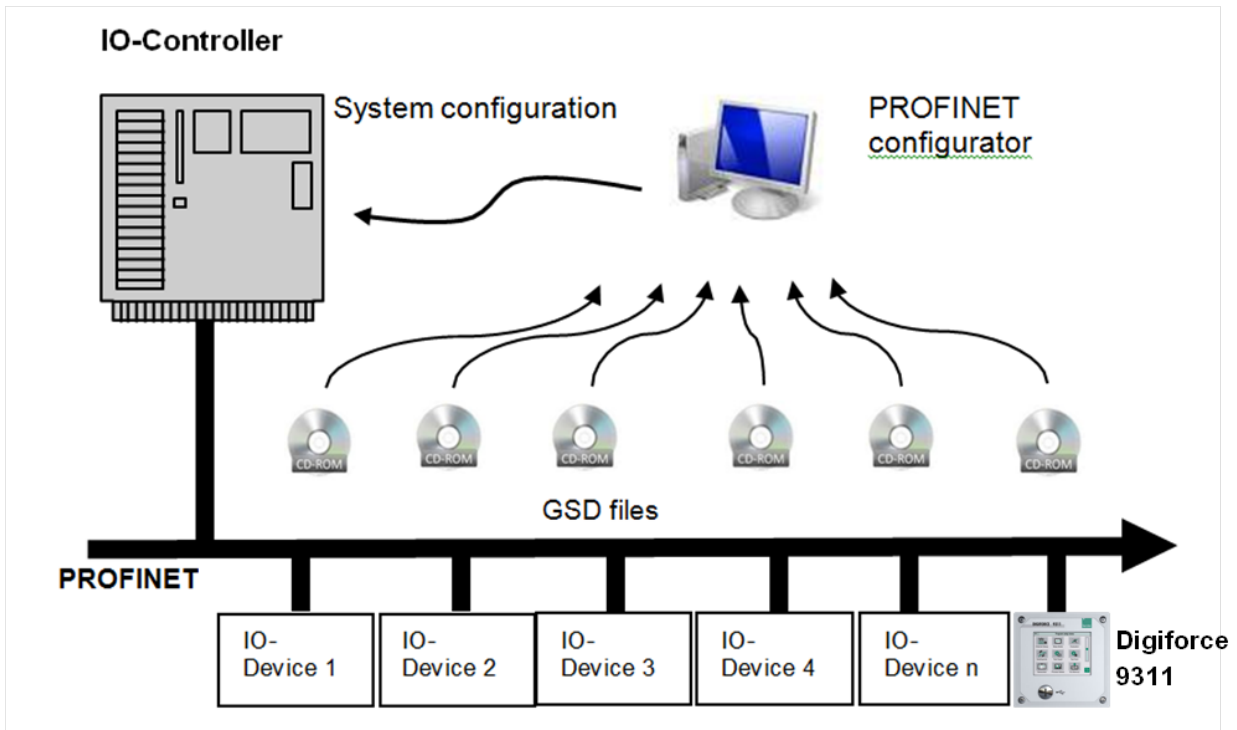 IO-Controller
System configuration
PROFINET
configurator
CD-ROM
CD-ROM
CD-ROM
CD-ROM
CD-ROM
CD-ROM
GSD files
PROFINET
IO-
Device 1
IO-
Device 2
IO-
Device 3
IO-
Device 4
IO-
Device n
Digiforce
9311